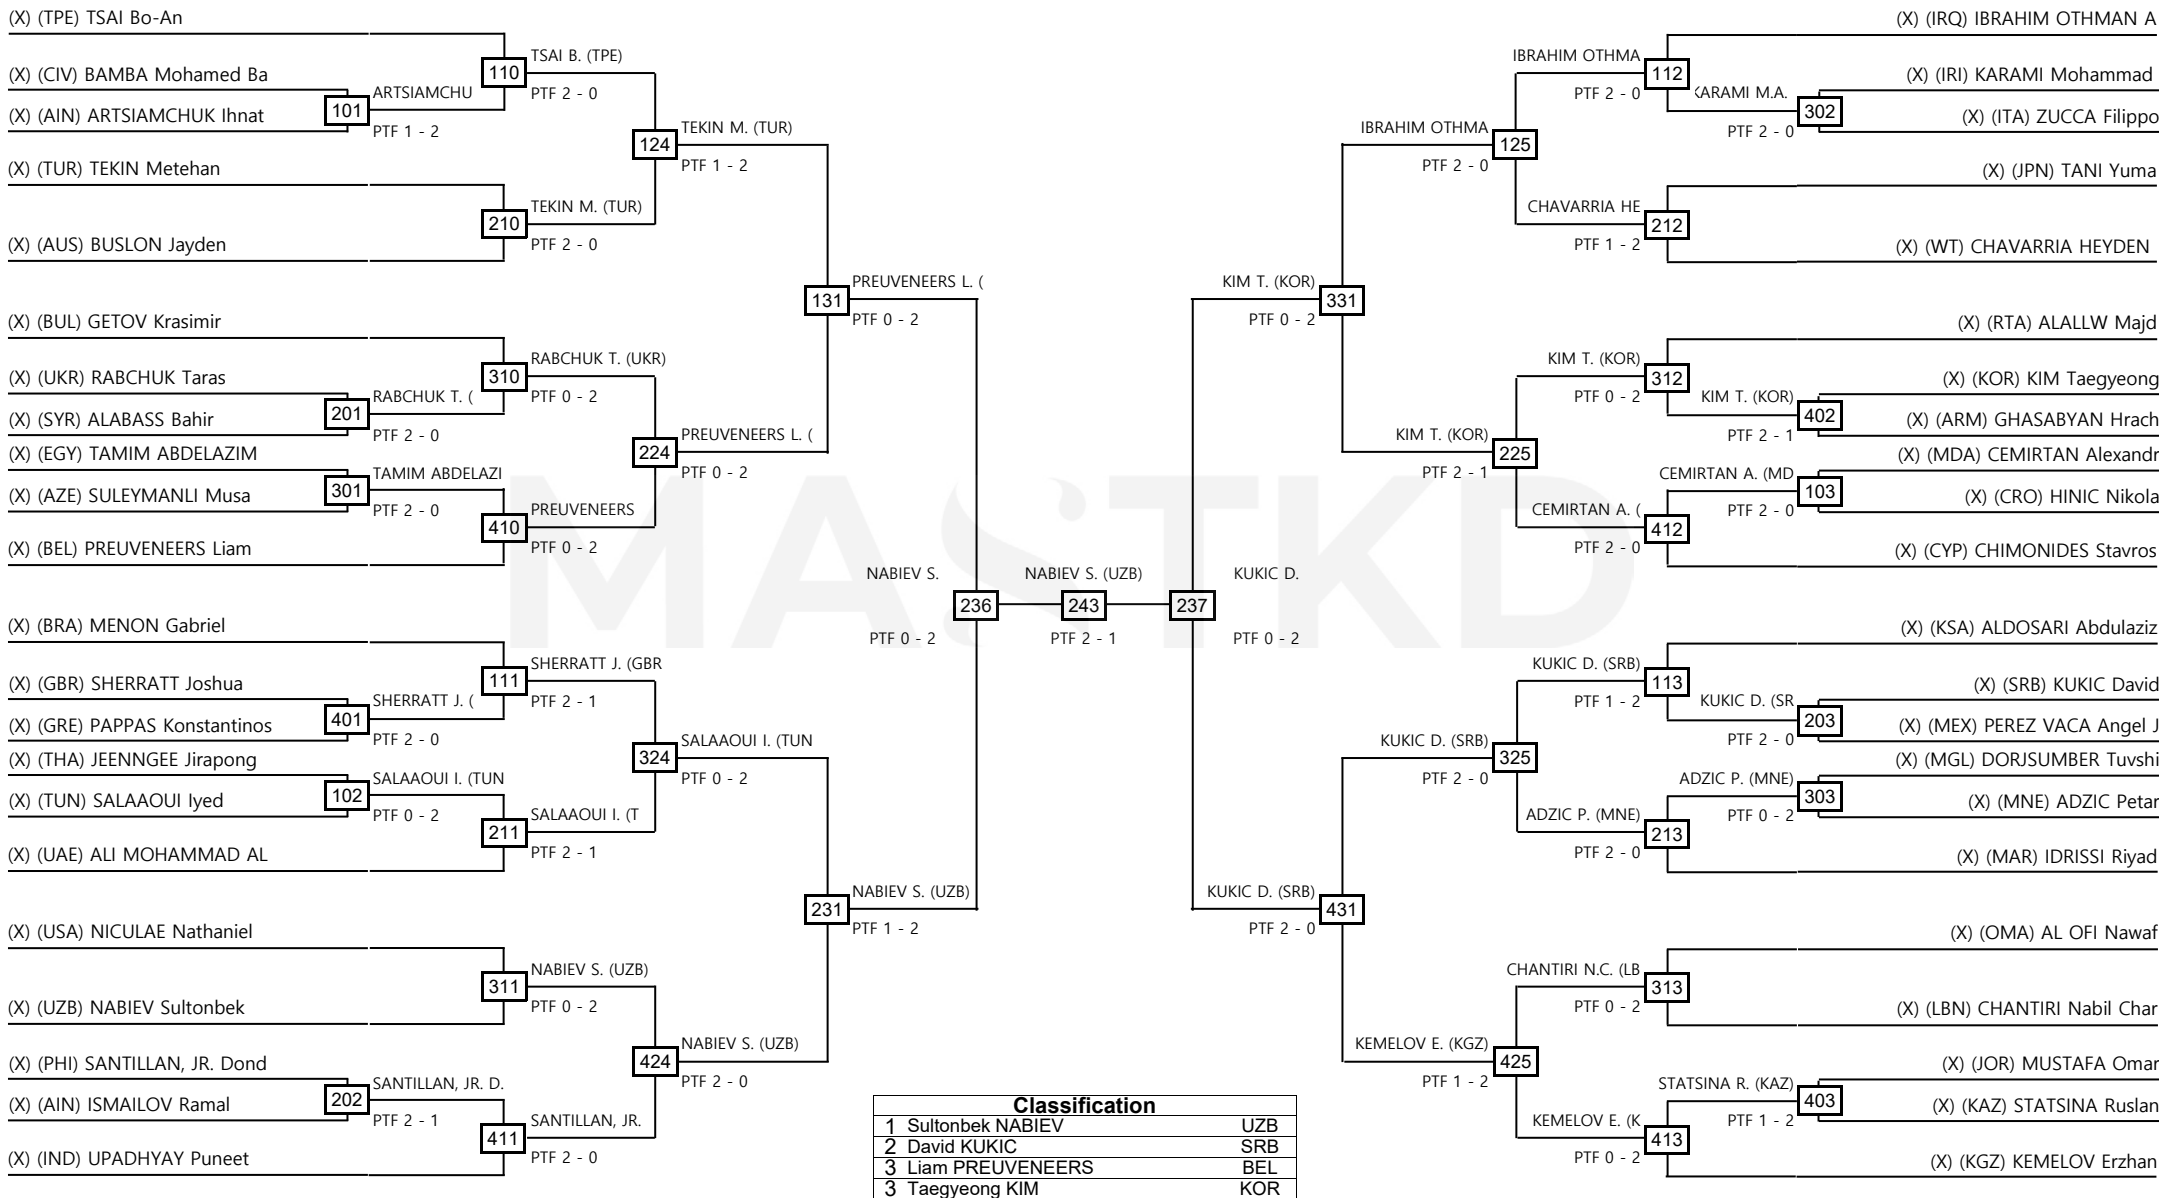 (X) (TPE) TSAI Bo-An
(X) (CIV) BAMBA Mohamed Ba
(X) (AIN) ARTSIAMCHUK Ihnat
(X) (TUR) TEKIN Metehan
(X) (AUS) BUSLON Jayden
(X) (BUL) GETOV Krasimir
(X) (UKR) RABCHUK Taras
(X) (SYR) ALABASS Bahir
(X) (EGY) TAMIM ABDELAZIM
(X) (AZE) SULEYMANLI Musa
(X) (BEL) PREUVENEERS Liam
(X) (BRA) MENON Gabriel
(X) (GBR) SHERRATT Joshua
(X) (GRE) PAPPAS Konstantinos
(X) (THA) JEENNGEE Jirapong
(X) (TUN) SALAAOUI Iyed
(X) (UAE) ALI MOHAMMAD AL
(X) (USA) NICULAE Nathaniel
(X) (UZB) NABIEV Sultonbek
(X) (PHI) SANTILLAN, JR. Dond
(X) (AIN) ISMAILOV Ramal
(X) (IND) UPADHYAY Puneet
101
ARTSIAMCHU
PTF 1 - 2
201
RABCHUK T. (
PTF 2 - 0
301
TAMIM ABDELAZI
PTF 2 - 0
401
SHERRATT J. (
PTF 2 - 0
102
SALAAOUI I. (TUN
PTF 0 - 2
202
SANTILLAN, JR. D.
PTF 2 - 1
110
TSAI B. (TPE)
PTF 2 - 0
210
TEKIN M. (TUR)
PTF 2 - 0
310
RABCHUK T. (UKR)
PTF 0 - 2
410
PREUVENEERS
PTF 0 - 2
111
SHERRATT J. (GBR
PTF 2 - 1
211
SALAAOUI I. (T
PTF 2 - 1
311
NABIEV S. (UZB)
PTF 0 - 2
411
SANTILLAN, JR.
PTF 2 - 0
124
TEKIN M. (TUR)
PTF 1 - 2
224
PREUVENEERS L. (
PTF 0 - 2
324
SALAAOUI I. (TUN
PTF 0 - 2
424
NABIEV S. (UZB)
PTF 2 - 0
131
PREUVENEERS L. (
PTF 0 - 2
231
NABIEV S. (UZB)
PTF 1 - 2
NABIEV S.
236
PTF 0 - 2
NABIEV S. (UZB)
243
PTF 2 - 1
KUKIC D.
237
PTF 0 - 2
MASTKD
KIM T. (KOR)
331
PTF 0 - 2
KUKIC D. (SRB)
431
PTF 2 - 0
IBRAHIM OTHMA
125
PTF 2 - 0
KIM T. (KOR)
225
PTF 2 - 1
KUKIC D. (SRB)
325
PTF 2 - 0
KEMELOV E. (KGZ)
425
PTF 1 - 2
IBRAHIM OTHMA
112
PTF 2 - 0
CHAVARRIA HE
212
PTF 1 - 2
KIM T. (KOR)
312
PTF 0 - 2
CEMIRTAN A. (
412
PTF 2 - 0
KUKIC D. (SRB)
113
PTF 1 - 2
ADZIC P. (MNE)
213
PTF 2 - 0
CHANTIRI N.C. (LB
313
PTF 0 - 2
KEMELOV E. (K
413
PTF 0 - 2
KARAMI M.A.
302
PTF 2 - 0
KIM T. (KOR)
402
PTF 2 - 1
CEMIRTAN A. (MD
103
PTF 2 - 0
KUKIC D. (SR
203
PTF 2 - 0
ADZIC P. (MNE)
303
PTF 0 - 2
STATSINA R. (KAZ)
403
PTF 1 - 2
(X) (IRQ) IBRAHIM OTHMAN A
(X) (IRI) KARAMI Mohammad
(X) (ITA) ZUCCA Filippo
(X) (JPN) TANI Yuma
(X) (WT) CHAVARRIA HEYDEN
(X) (RTA) ALALLW Majd
(X) (KOR) KIM Taegyeong
(X) (ARM) GHASABYAN Hrach
(X) (MDA) CEMIRTAN Alexandr
(X) (CRO) HINIC Nikola
(X) (CYP) CHIMONIDES Stavros
(X) (KSA) ALDOSARI Abdulaziz
(X) (SRB) KUKIC David
(X) (MEX) PEREZ VACA Angel J
(X) (MGL) DORJSUMBER Tuvshi
(X) (MNE) ADZIC Petar
(X) (MAR) IDRISSI Riyad
(X) (OMA) AL OFI Nawaf
(X) (LBN) CHANTIRI Nabil Char
(X) (JOR) MUSTAFA Omar
(X) (KAZ) STATSINA Ruslan
(X) (KGZ) KEMELOV Erzhan
Classification
1 Sultonbek NABIEV UZB
2 David KUKIC SRB
3 Liam PREUVENEERS BEL
3 Taegyeong KIM KOR